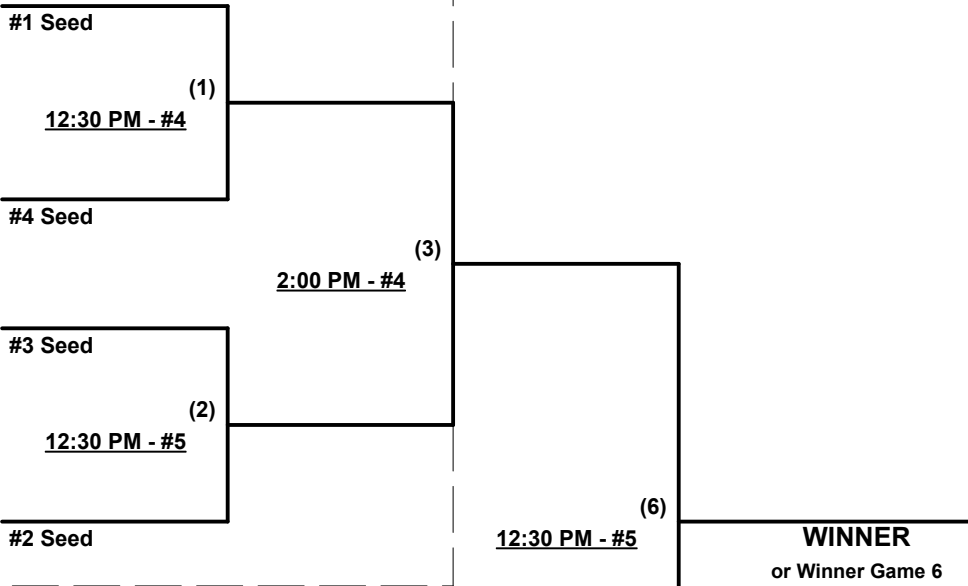 #1 Seed
(1)
12:30 PM - #4
#4 Seed
(3)
2:00 PM - #4
#3 Seed
(2)
12:30 PM - #5
#2 Seed
(6)
12:30 PM - #5
WINNER
or Winner Game 6